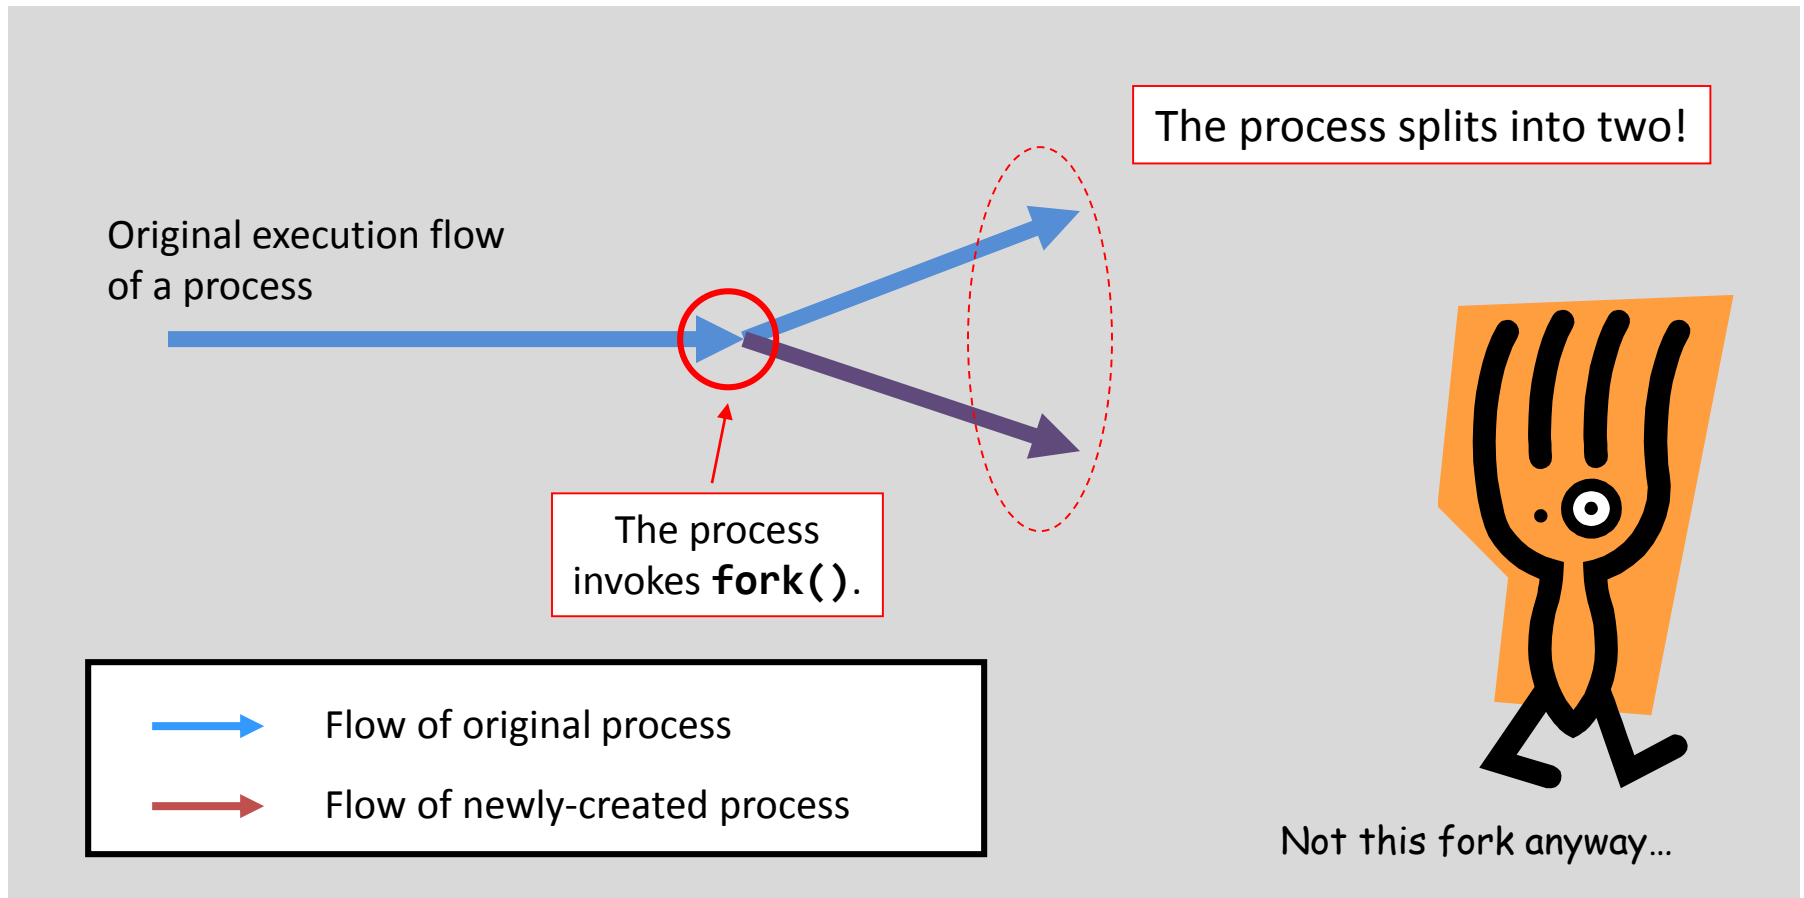 The process splits into two!
Original execution flow
of a process
The process
invokes fork().
Flow of original process
Flow of newly-created process
Not this fork anyway…